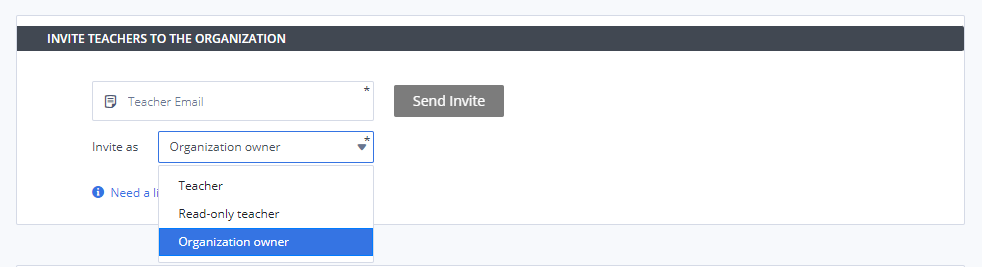 INVITE TEACHERS TO THE ORGANIZATION
Teacher Email *
Send Invite
Invite as
Organization owner *
Need a li
Teacher
Read-only teacher
Organization owner